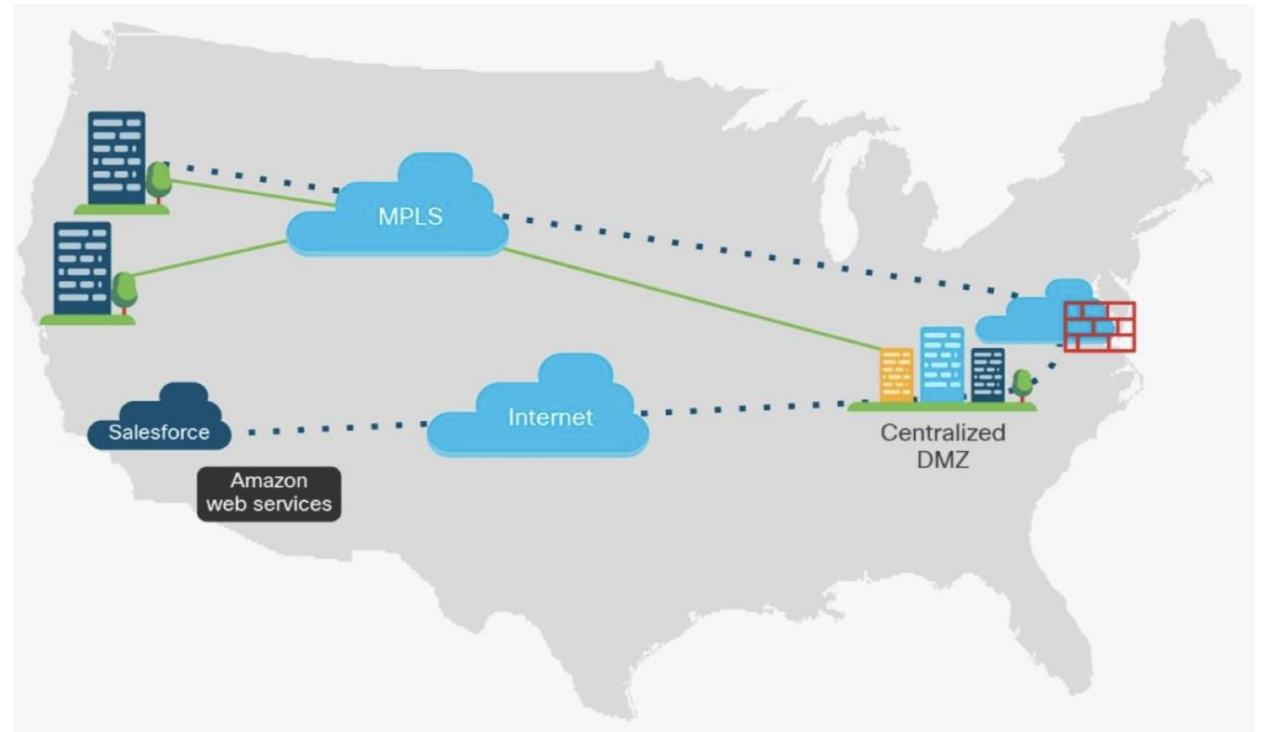 MPLS
Salesforce
Internet
Centralized
DMZ
Amazon
web services